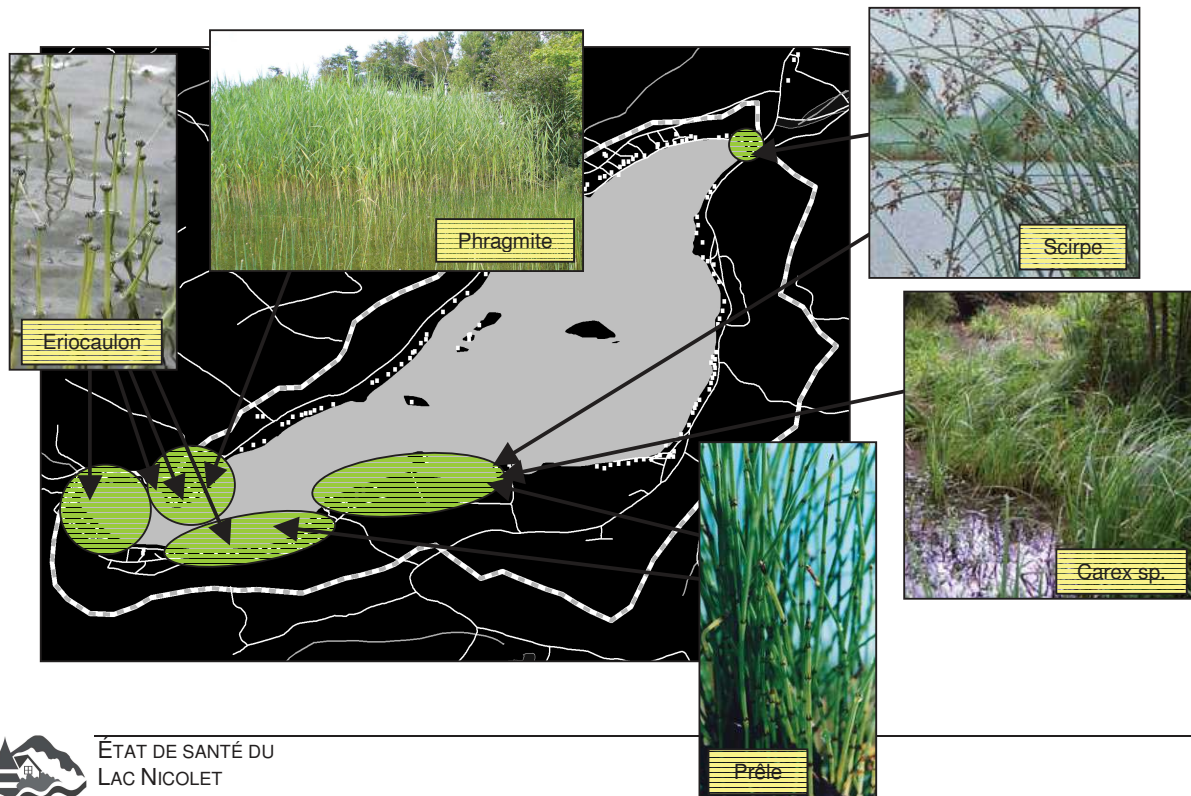 Phragmite
Scirpe
Eriocaulon
Carex sp.
Prêle
ÉTAT DE SANTÉ DU
LAC NICOLET